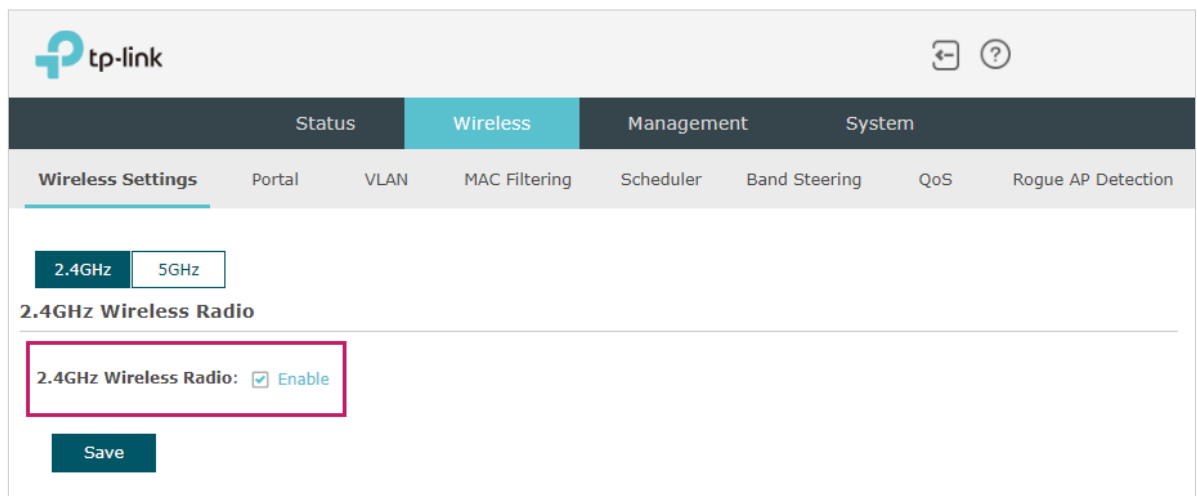 tp-link
?
Status Wireless Management System
Wireless Settings Portal VLAN MAC Filtering Scheduler Band Steering QoS Rogue AP Detection
2.4GHz 5GHz
2.4GHz Wireless Radio
2.4GHz Wireless Radio: Enable
Save